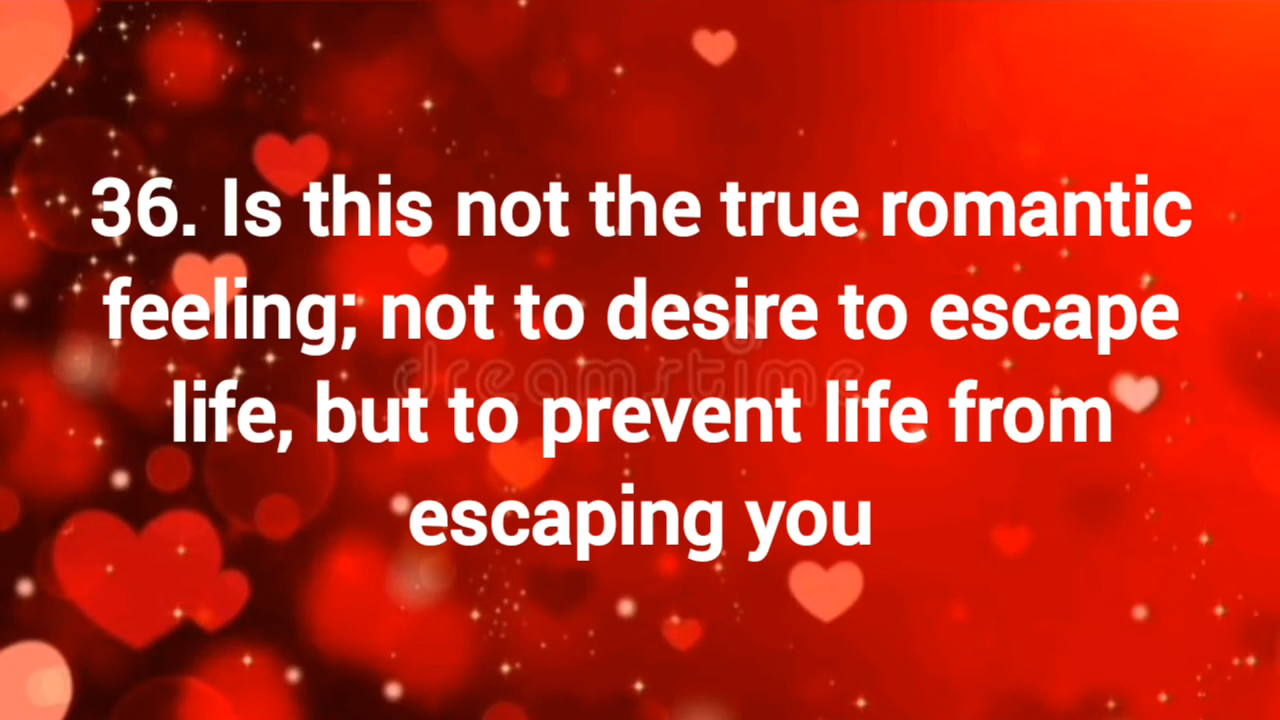 36. Is this not the true romantic
feeling; not to desire to escape
life, but to prevent life from
escaping you
dreamstime